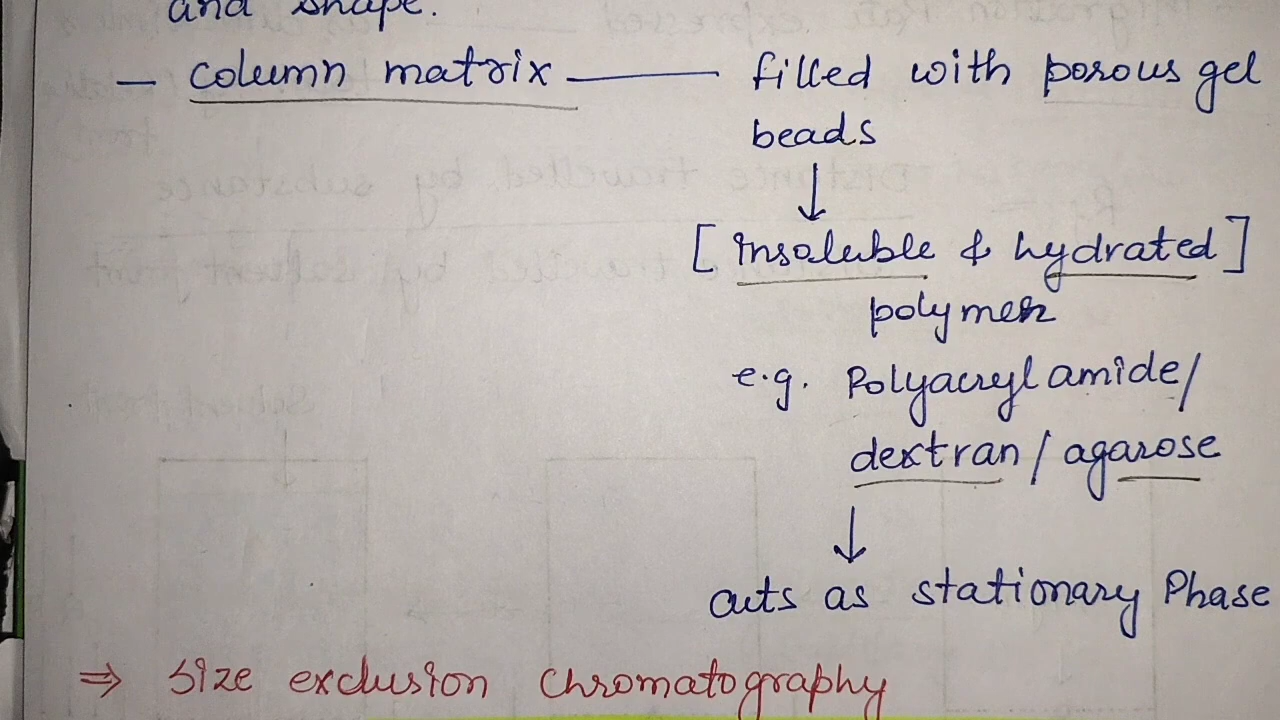 and shape.
— column matrix —— filled with porous gel
beads
↓
[insoluble & hydrated]
polymer
e.g. Polyacrylamide/
dextran / agarose
↓
acts as stationary Phase
⇒ Size exclusion chromatography